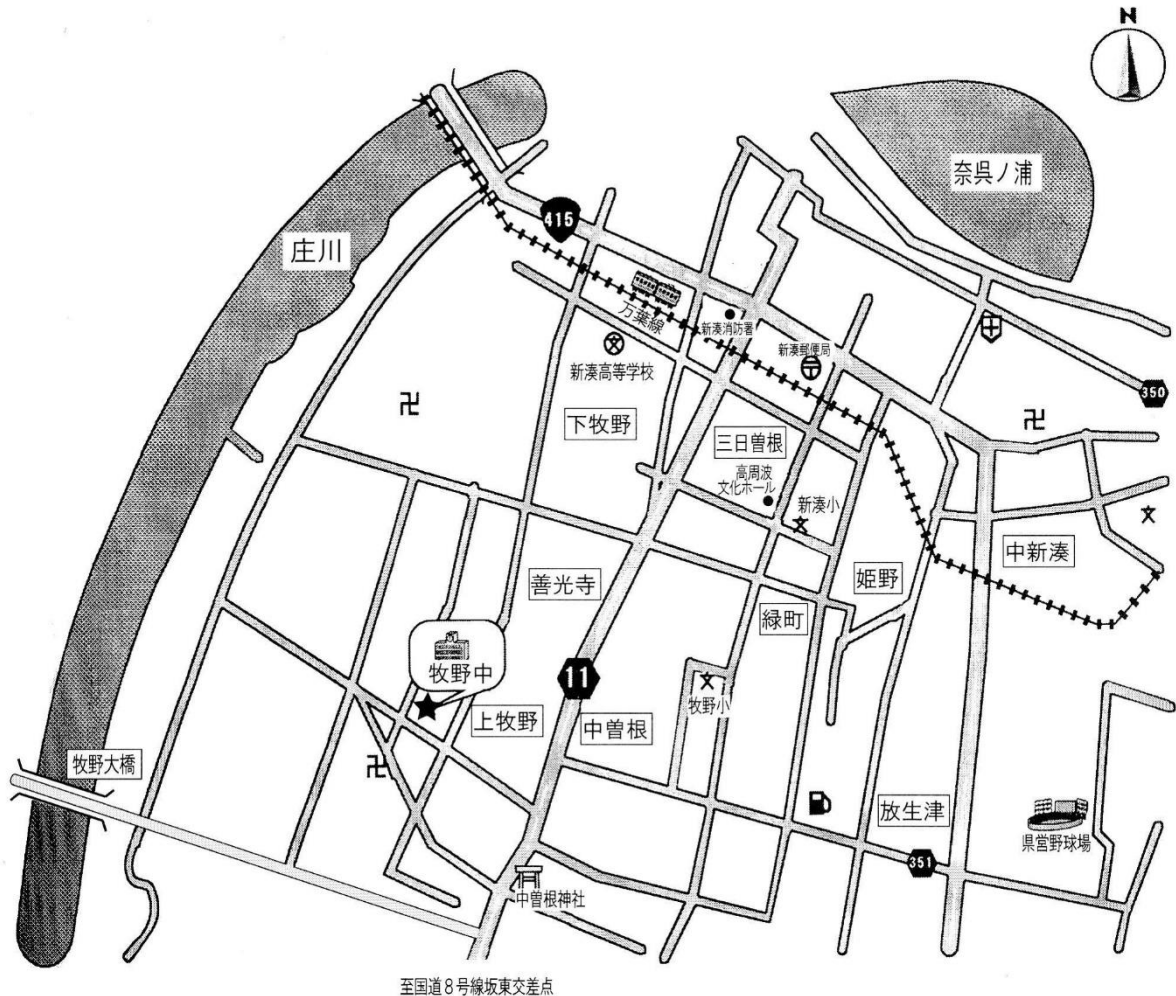 N
奈呉ノ浦
庄川
415
万葉線
新湊消防署
新湊郵便局
新湊高等学校
350
下牧野
三日曽根
高周波
文化ホール
新湊小
中新湊
善光寺
姫野
緑町
牧野中
11
牧野小
上牧野
中曽根
牧野大橋
放生津
県営野球場
351
中曽根神社
至国道8号線坂東交差点